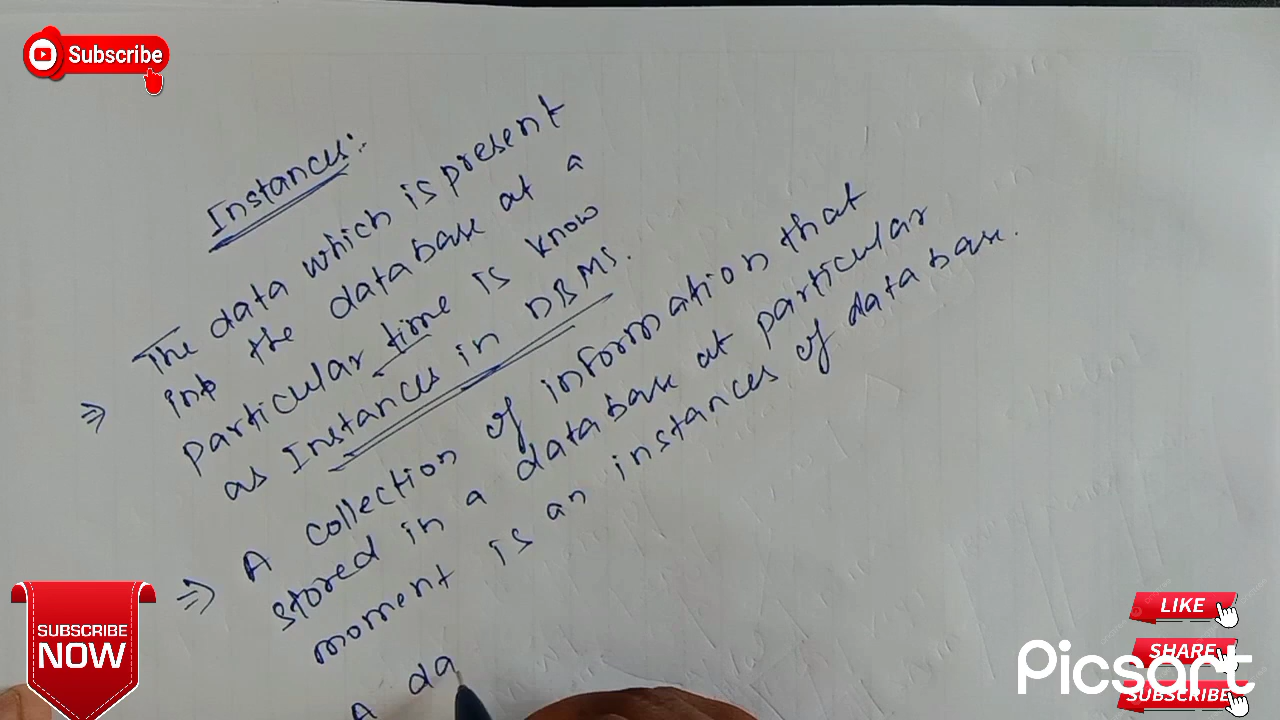 Subscribe
Instances:-
⇒ The data which is present
into the database at a
particular time is know
as Instances in DBMS.
⇒ A collection of information that
stored in a database at particular
moment is an instances of database.
A da
SUBSCRIBE
NOW
LIKE
SHARE
SUBSCRIBE
Picsart